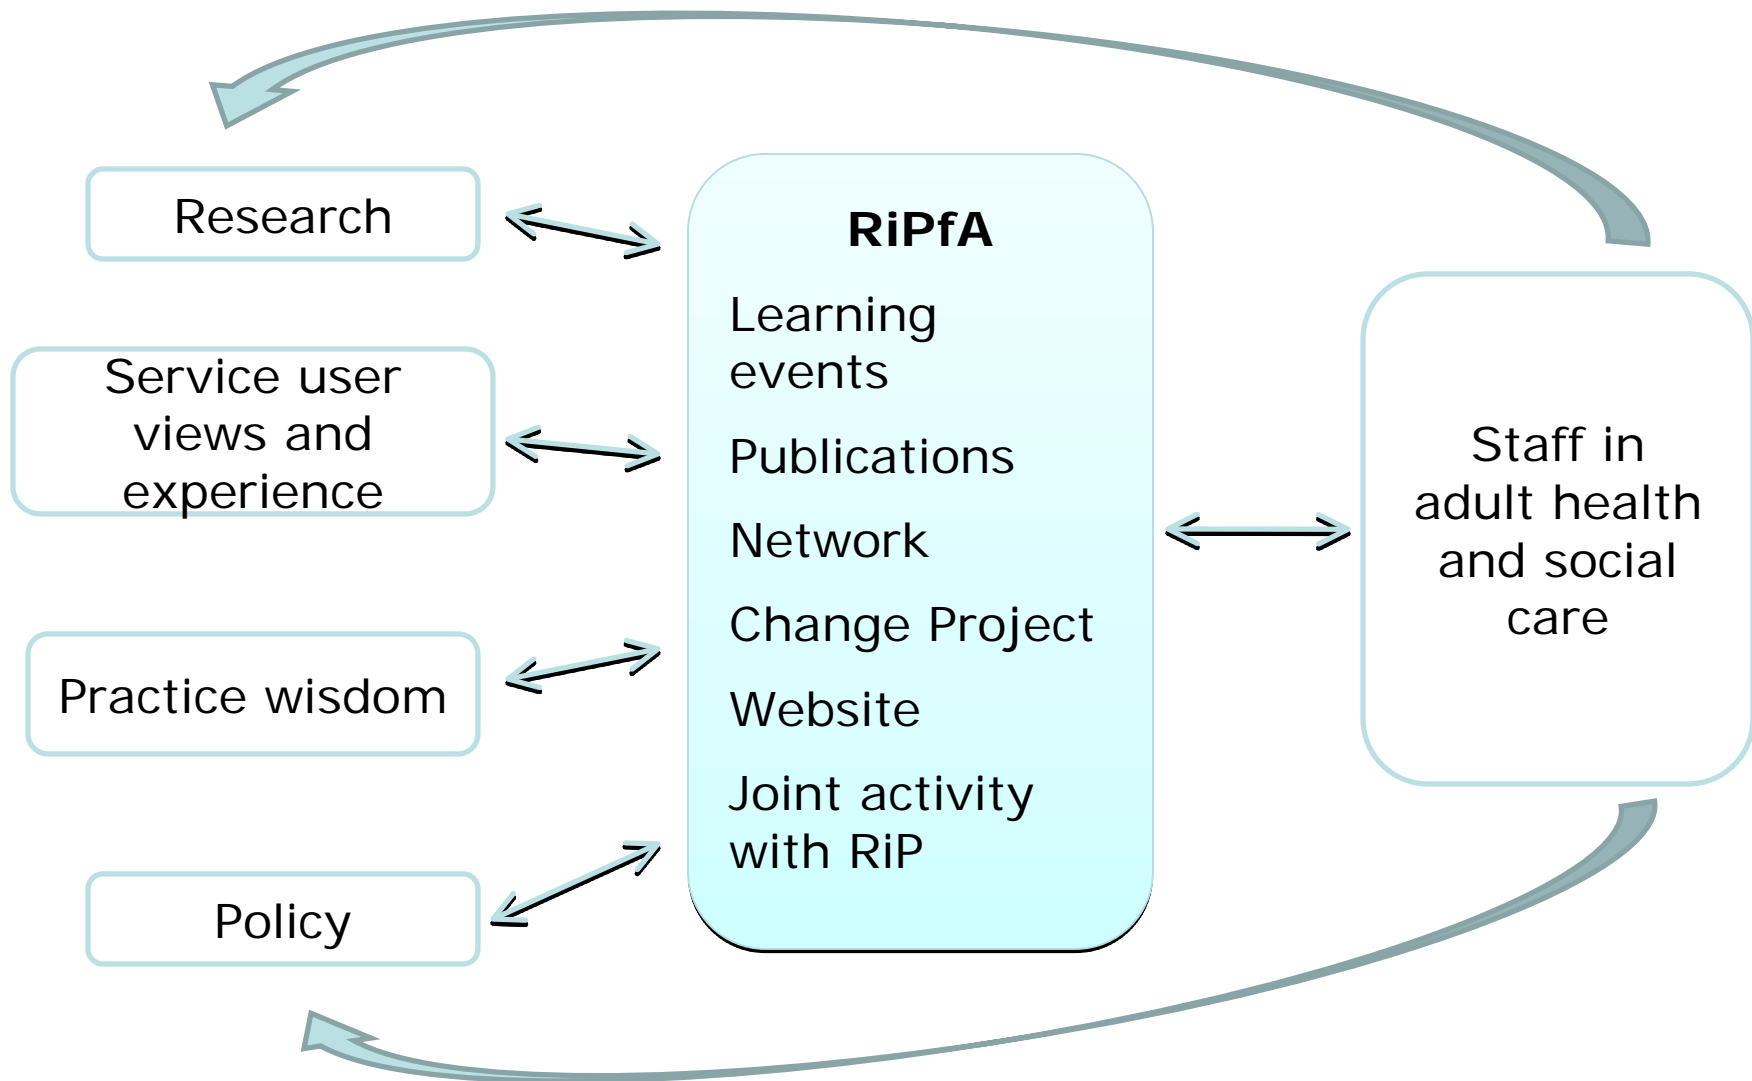 Research
Service user
views and
experience
Practice wisdom
Policy
RiPfA
Learning
events
Publications
Network
Change Project
Website
Joint activity
with RiP
Staff in
adult health
and social
care